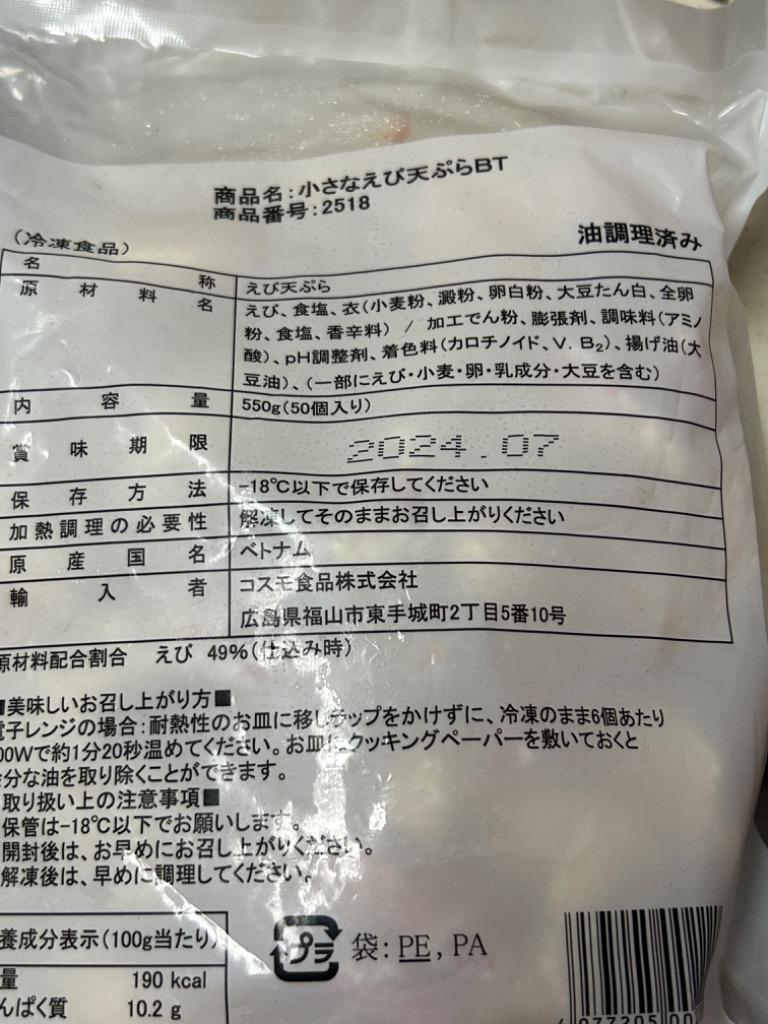 商品名:小さなえび天ぷらBT
商品番号:2518
(冷凍食品)
油調理済み
名称 えび天ぷら
原材料名 えび、食塩、衣(小麦粉、澱粉、卵白粉、大豆たん白、全卵
粉、食塩、香辛料) / 加工でん粉、膨張剤、調味料(アミノ
酸)、pH調整剤、着色料(カロチノイド、V. B₂)、揚げ油(大
豆油)、(一部にえび・小麦・卵・乳成分・大豆を含む)
内容量 550g(50個入り)
賞味期限 2024.07
保存方法 -18℃以下で保存してください
加熱調理の必要性 解凍してそのままお召し上がりください
原産国名 ベトナム
輸入者 コスモ食品株式会社
広島県福山市東手城町2丁目5番10号
原材料配合割合 えび 49%(仕込み時)
■美味しいお召し上がり方■
電子レンジの場合:耐熱性のお皿に移しラップをかけずに、冷凍のまま6個あたり
00Wで約1分20秒温めてください。お皿にクッキングペーパーを敷いておくと
余分な油を取り除くことができます。
取り扱い上の注意事項■
保管は-18℃以下でお願いします。
開封後は、お早めにお召し上がりください。
解凍後は、早めに調理してください。
養成分表示(100g当たり)
量 190 kcal
んぱく質 10.2 g
プラ 袋: PE, PA